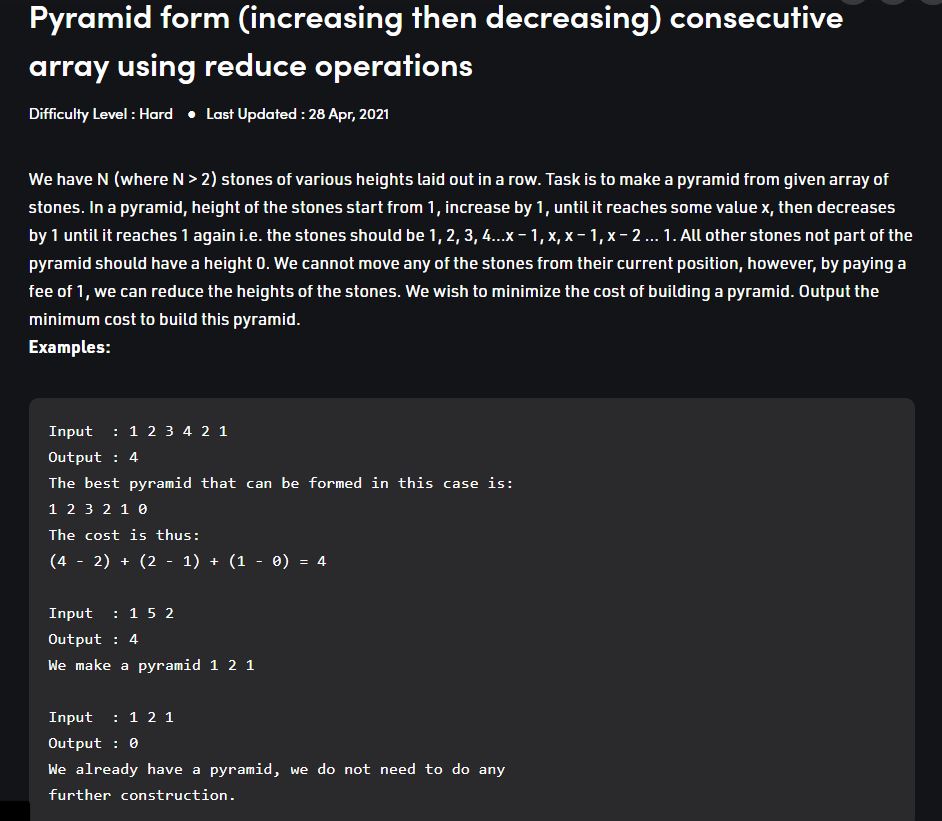 Pyramid form (increasing then decreasing) consecutive
array using reduce operations
Difficulty Level : Hard ● Last Updated : 28 Apr, 2021
We have N (where N > 2) stones of various heights laid out in a row. Task is to make a pyramid from given array of
stones. In a pyramid, height of the stones start from 1, increase by 1, until it reaches some value x, then decreases
by 1 until it reaches 1 again i.e. the stones should be 1, 2, 3, 4...x – 1, x, x – 1, x – 2 ... 1. All other stones not part of the
pyramid should have a height 0. We cannot move any of the stones from their current position, however, by paying a
fee of 1, we can reduce the heights of the stones. We wish to minimize the cost of building a pyramid. Output the
minimum cost to build this pyramid.
Examples:
Input  : 1 2 3 4 2 1
Output : 4
The best pyramid that can be formed in this case is:
1 2 3 2 1 0
The cost is thus:
(4 - 2) + (2 - 1) + (1 - 0) = 4
Input  : 1 5 2
Output : 4
We make a pyramid 1 2 1
Input  : 1 2 1
Output : 0
We already have a pyramid, we do not need to do any
further construction.